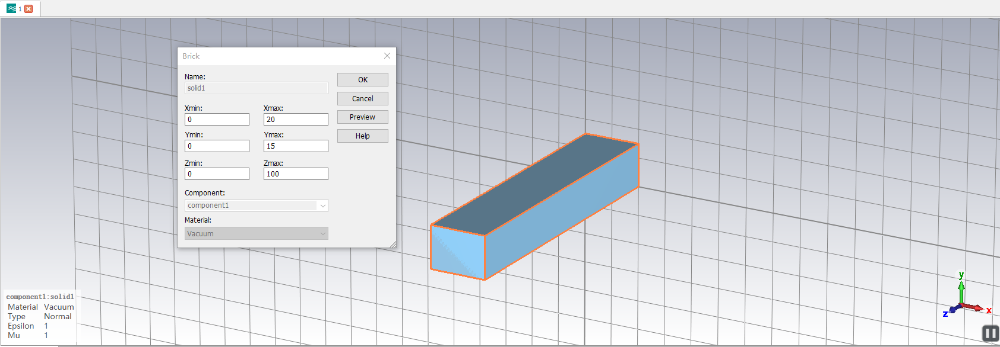 1
Brick
Name:
solid1
OK
Cancel
Xmin:
Xmax:
0
20
Preview
Ymin:
Ymax:
Help
0
15
Zmin:
Zmax:
0
100
Component:
component1
Material:
Vacuum
component1:solid1
Material Vacuum
Type Normal
Epsilon 1
Mu 1
y
x
z